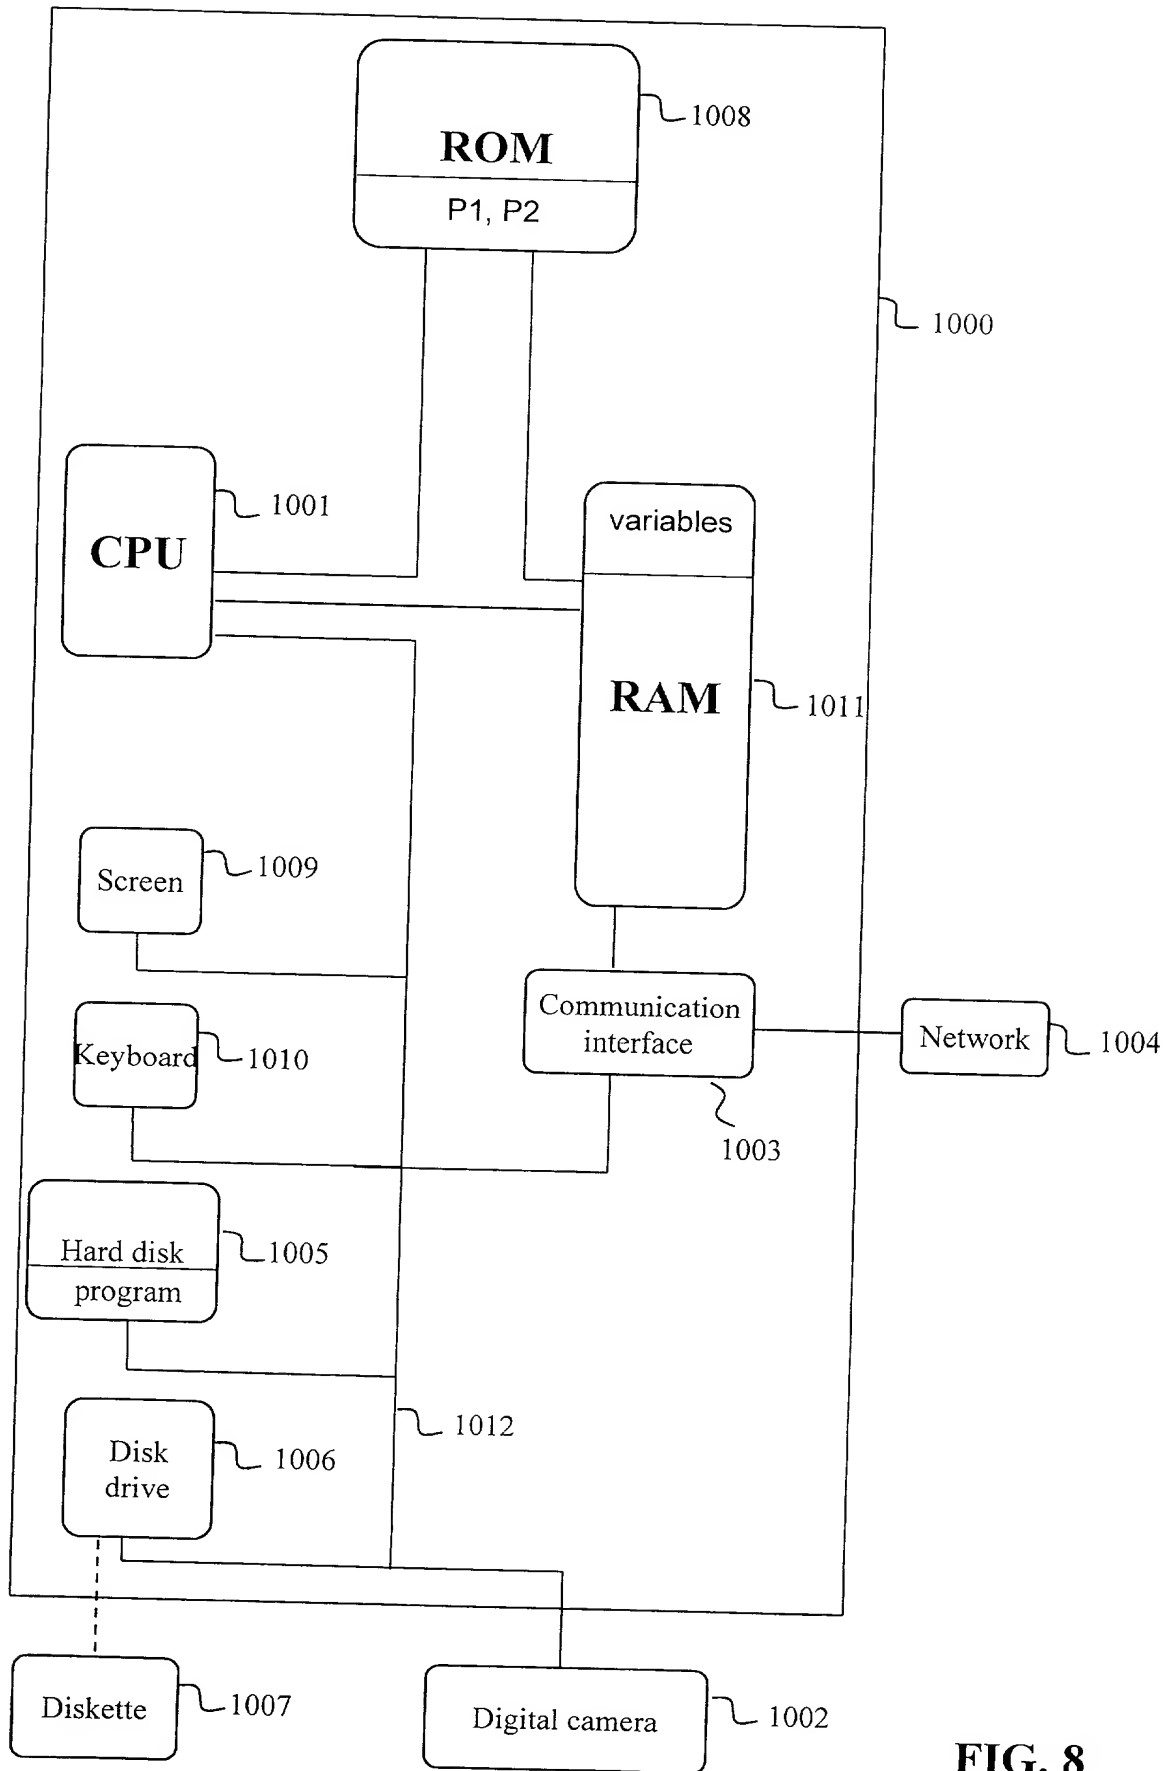 ROM
1008
P1, P2
1000
1001
CPU
variables
RAM
1011
Screen
1009
Communication
interface
1003
Network
1004
Keyboard
1010
Hard disk
program
1005
1012
Disk
drive
1006
Diskette
1007
Digital camera
1002
FIG. 8